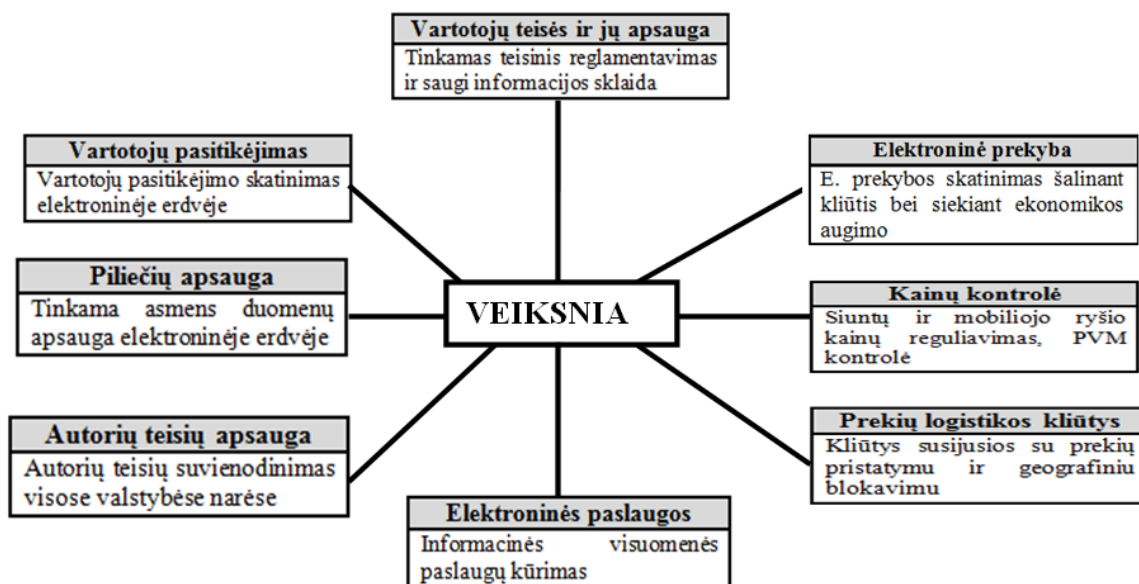 Vartotojų teisės ir jų apsauga
Tinkamas teisinis reglamentavimas
ir saugi informacijos sklaida
Vartotojų pasitikėjimas
Vartotojų pasitikėjimo skatinimas
elektroninėje erdvėje
Elektroninė prekyba
E. prekybos skatinimas šalinant
kliūtis bei siekiant ekonomikos
augimo
Piliečių apsauga
Tinkama asmens duomenų
apsauga elektroninėje erdvėje
VEIKSNIA
Kainų kontrolė
Siuntų ir mobiliojo ryšio
kainų reguliavimas, PVM
kontrolė
Autorių teisių apsauga
Autorių teisių suvienodinimas
visose valstybėse narėse
Prekių logistikos kliūtys
Kliūtys susijusios su prekių
pristatymu ir geografiniu
blokavimu
Elektroninės paslaugos
Informacinės visuomenės
paslaugų kūrimas